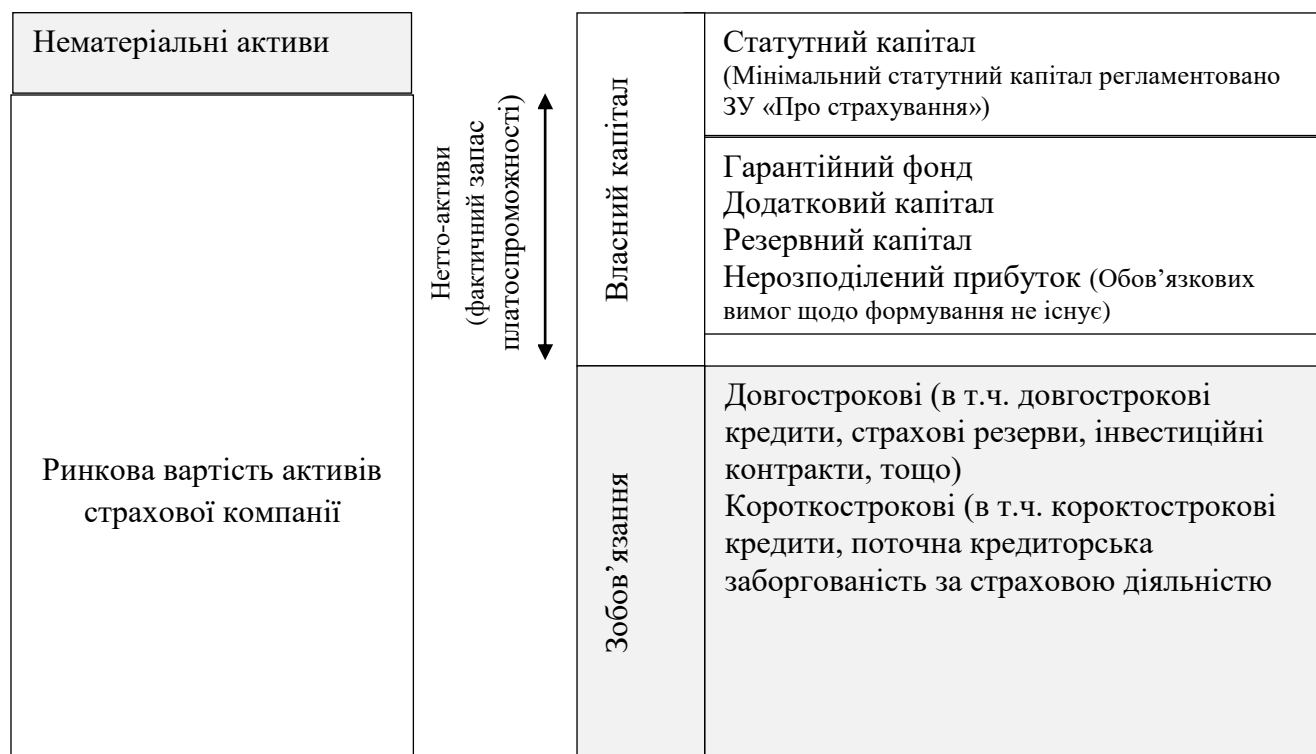 Нематеріальні активи
Ринкова вартість активів
страхової компанії
Нетто-активи
(фактичний запас
платоспроможності)
Власний капітал
Статутний капітал
(Мінімальний статутний капітал регламентовано
ЗУ «Про страхування»)
Гарантійний фонд
Додатковий капітал
Резервний капітал
Нерозподілений прибуток (Обов’язкових
вимог щодо формування не існує)
Зобов’язання
Довгострокові (в т.ч. довгострокові
кредити, страхові резерви, інвестиційні
контракти, тощо)
Короткострокові (в т.ч. короктострокові
кредити, поточна кредиторська
заборгованість за страховою діяльністю